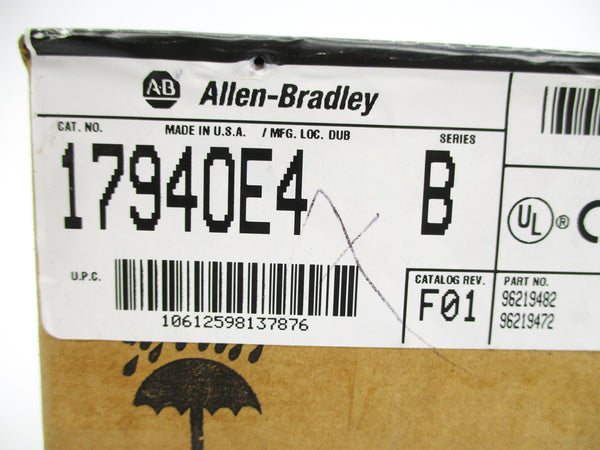 AB Allen-Bradley
CAT. NO. MADE IN U.S.A. / MFG. LOC. DUB SERIES
17940E4 B
U.P.C.
10612598137876
CATALOG REV.
F01
PART NO.
96219482
96219472
UL ®